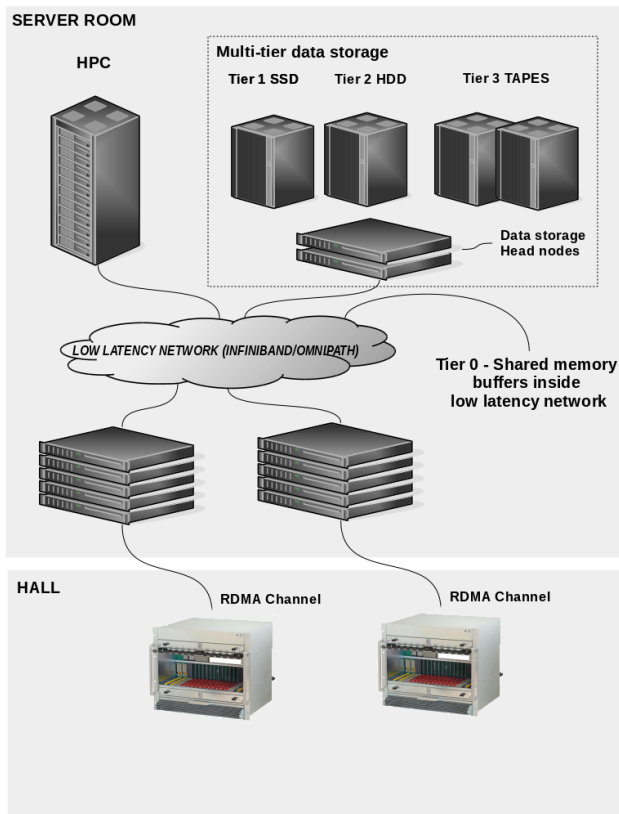 SERVER ROOM
HPC
Multi-tier data storage
Tier 1 SSD
Tier 2 HDD
Tier 3 TAPES
Data storage
Head nodes
LOW LATENCY NETWORK (INFINIBAND/OMNIPATH)
Tier 0 - Shared memory
buffers inside
low latency network
HALL
RDMA Channel
RDMA Channel